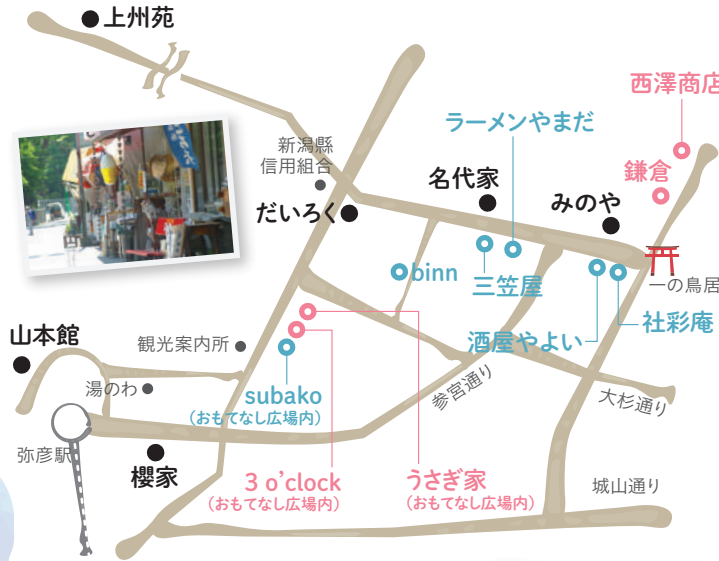 上州苑
西澤商店
ラーメンやまだ
新潟縣
信用組合
名代家
鎌倉
みのや
だいろく
binn
三笠屋
一の鳥居
酒屋やよい
社彩庵
山本館
観光案内所
湯のわ
subako
(おもてなし広場内)
参宮通り
大杉通り
弥彦駅
櫻家
3 o'clock
(おもてなし広場内)
うさぎ家
(おもてなし広場内)
城山通り